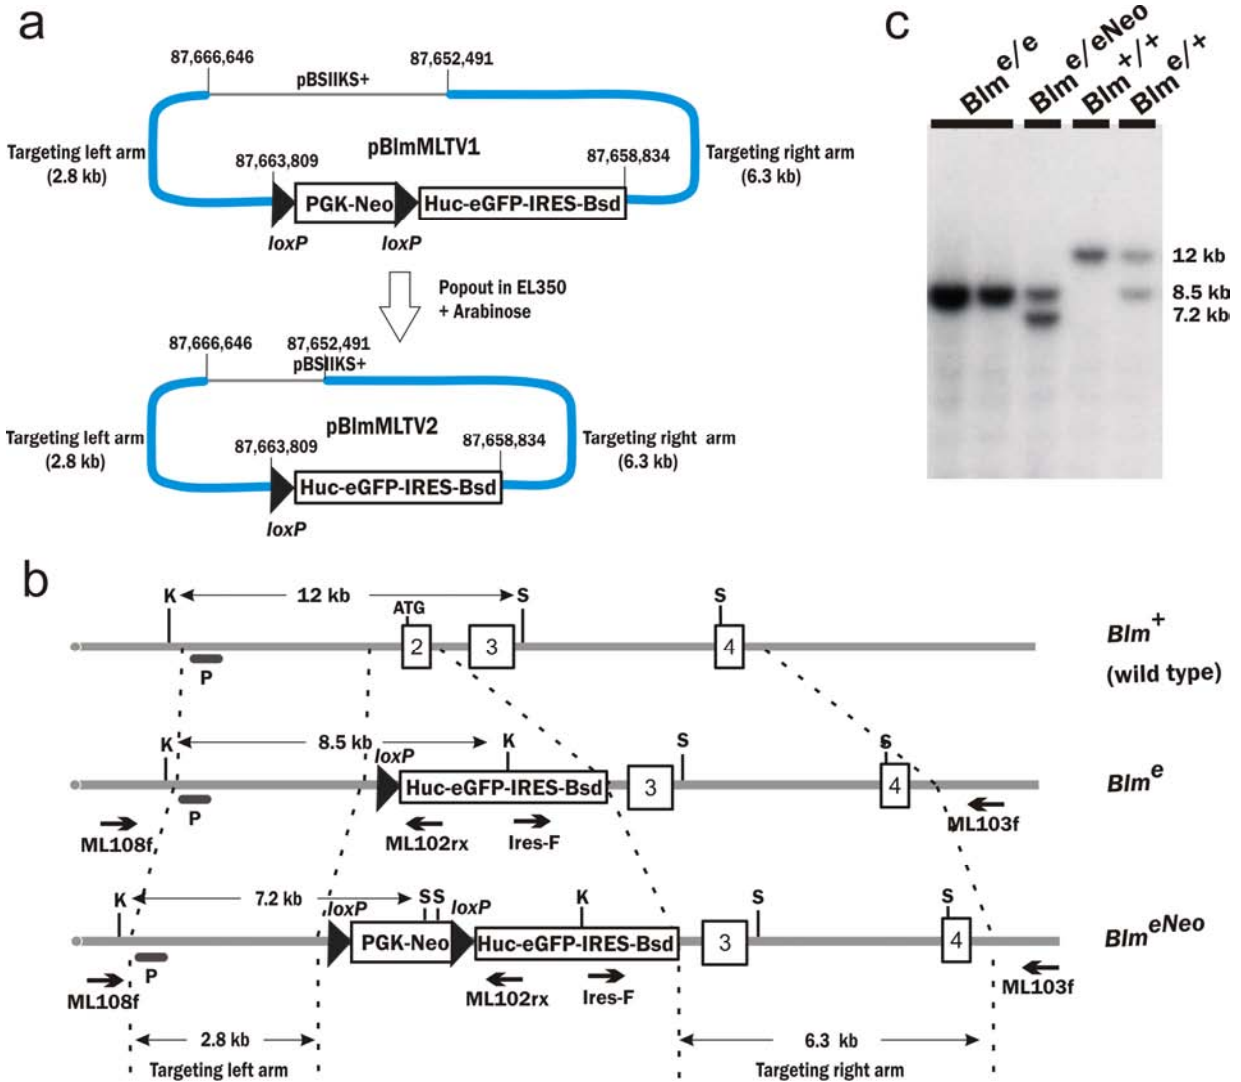 a
87,666,646
87,652,491
pBSIIKS+
Targeting left arm
(2.8 kb)
pBlmMLTV1
87,663,809
87,658,834
Targeting right arm
(6.3 kb)
PGK-Neo
Huc-eGFP-IRES-Bsd
loxP
loxP
Popout in EL350
+ Arabinose
87,666,646
87,652,491
pBSIIKS+
Targeting left arm
(2.8 kb)
pBlmMLTV2
87,663,809
87,658,834
Targeting right arm
(6.3 kb)
Huc-eGFP-IRES-Bsd
loxP
c
Blm e/e
Blm e/eNeo
Blm +/+
Blm e/+
12 kb
8.5 kb
7.2 kb
b
K
12 kb
S
S
ATG
2
3
4
P
Blm+
(wild type)
K
8.5 kb
loxP
K
S
S
Huc-eGFP-IRES-Bsd
3
4
Blm e
P
ML108f
ML102rx
Ires-F
ML103f
K
7.2 kb
loxP
SS
loxP
K
S
S
PGK-Neo
Huc-eGFP-IRES-Bsd
3
4
Blm eNeo
P
ML108f
ML102rx
Ires-F
ML103f
2.8 kb
Targeting left arm
6.3 kb
Targeting right arm